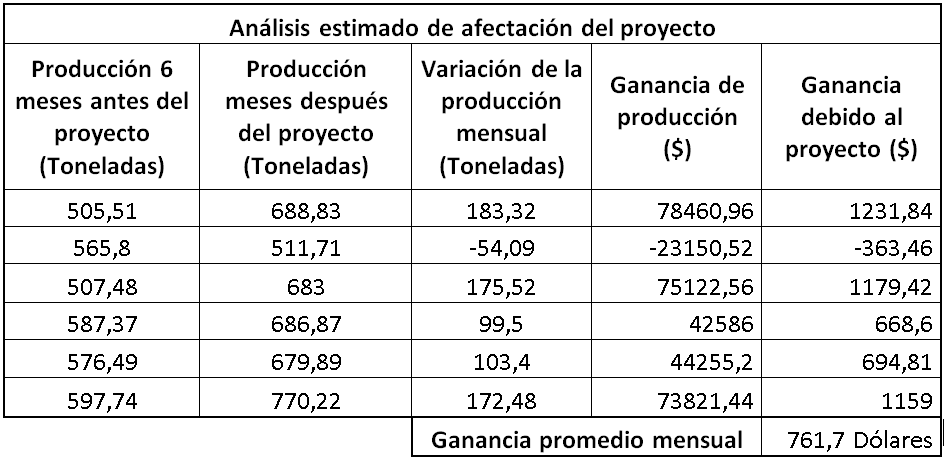 Análisis estimado de afectación del proyecto
Producción 6 meses antes del proyecto (Toneladas) Producción meses después del proyecto (Toneladas) Variación de la producción mensual (Toneladas) Ganancia de producción ($) Ganancia debido al proyecto ($)
505,51 688,83 183,32 78460,96 1231,84
565,8 511,71 -54,09 -23150,52 -363,46
507,48 683 175,52 75122,56 1179,42
587,37 686,87 99,5 42586 668,6
576,49 679,89 103,4 44255,2 694,81
597,74 770,22 172,48 73821,44 1159
Ganancia promedio mensual 761,7 Dólares